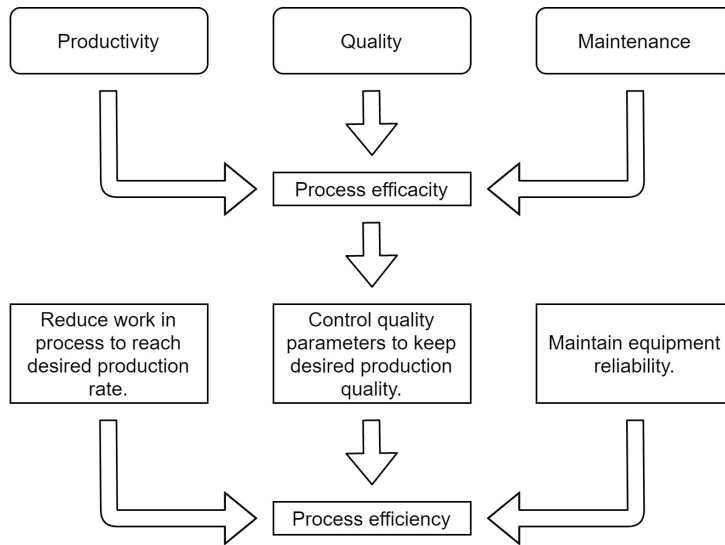 Productivity
Quality
Maintenance
Process efficacity
Reduce work in
process to reach
desired production
rate.
Control quality
parameters to keep
desired production
quality.
Maintain equipment
reliability.
Process efficiency